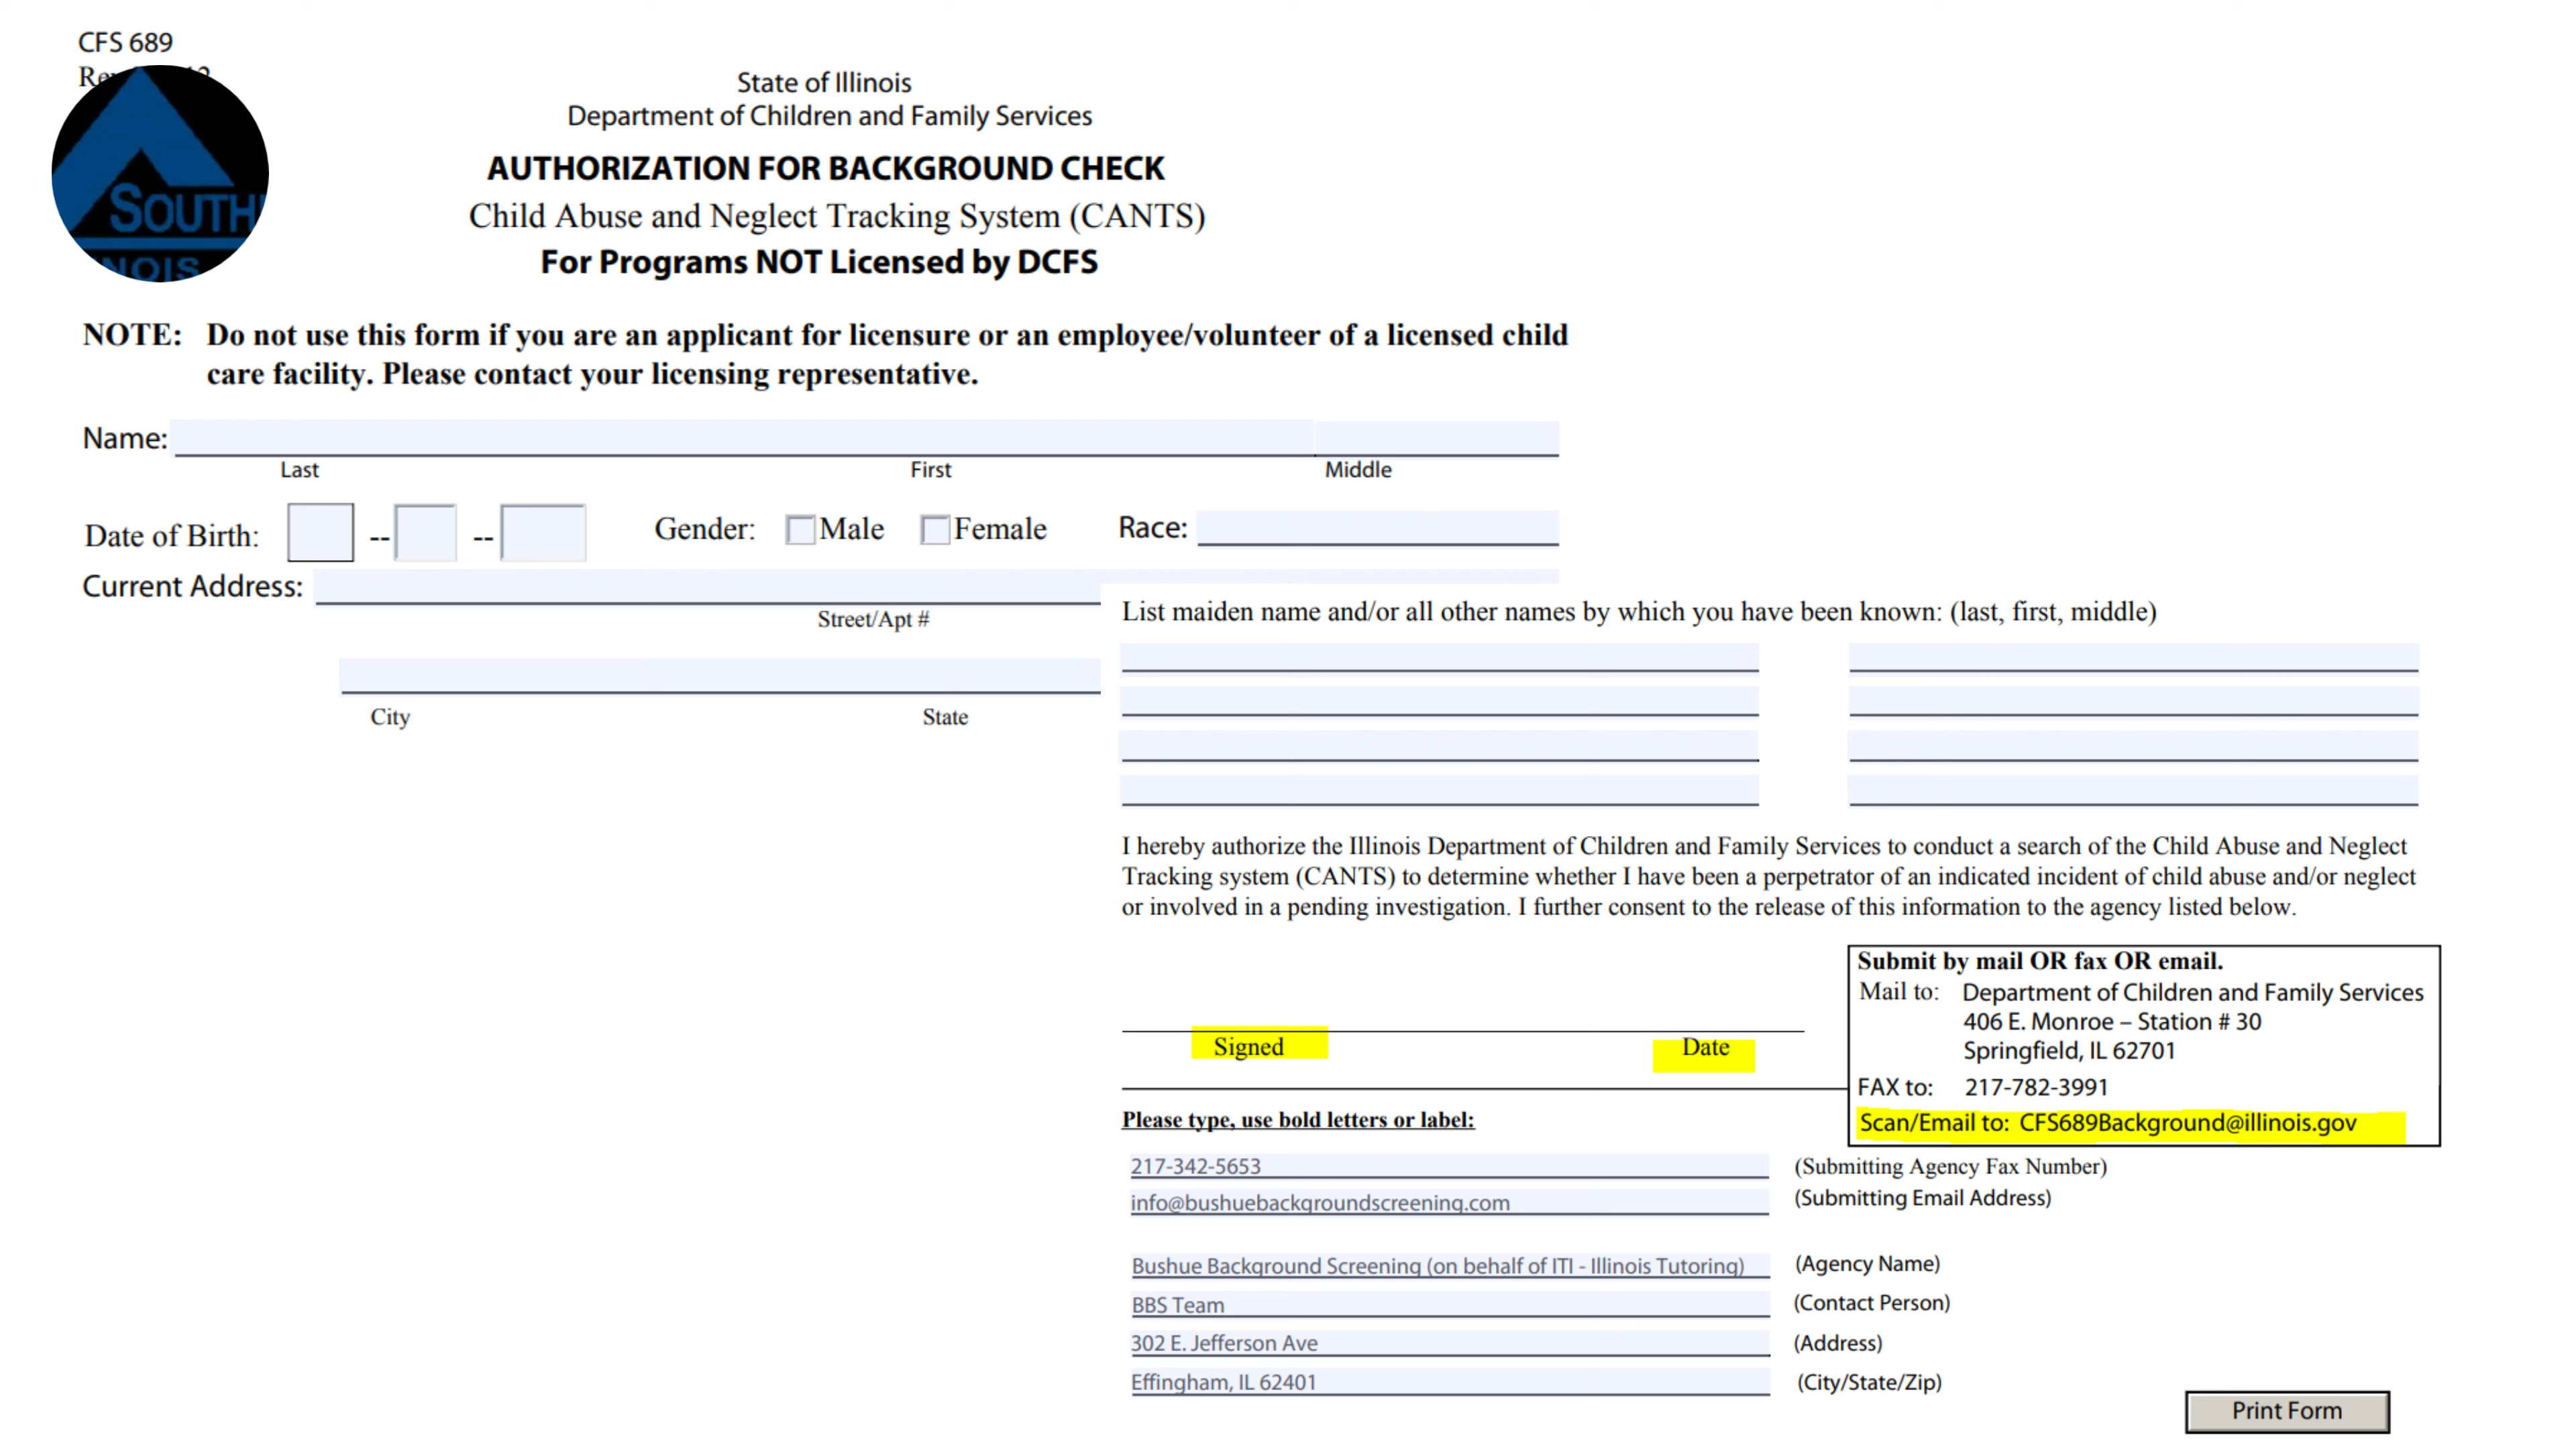 CFS 689
State of Illinois
Department of Children and Family Services
AUTHORIZATION FOR BACKGROUND CHECK
Child Abuse and Neglect Tracking System (CANTS)
For Programs NOT Licensed by DCFS
SOUTH
NOTE: Do not use this form if you are an applicant for licensure or an employee/volunteer of a licensed child
care facility. Please contact your licensing representative.
Name:
Last First Middle
Date of Birth: -- -- Gender: Male Female Race:
Current Address:
Street/Apt #
City State
List maiden name and/or all other names by which you have been known: (last, first, middle)
I hereby authorize the Illinois Department of Children and Family Services to conduct a search of the Child Abuse and Neglect
Tracking system (CANTS) to determine whether I have been a perpetrator of an indicated incident of child abuse and/or neglect
or involved in a pending investigation. I further consent to the release of this information to the agency listed below.
Signed Date
Submit by mail OR fax OR email.
Mail to: Department of Children and Family Services
406 E. Monroe – Station # 30
Springfield, IL 62701
FAX to: 217-782-3991
Scan/Email to: CFS689Background@illinois.gov
Please type, use bold letters or label:
217-342-5653 (Submitting Agency Fax Number)
info@bushuebackgroundscreening.com (Submitting Email Address)
Bushue Background Screening (on behalf of ITI - Illinois Tutoring) (Agency Name)
BBS Team (Contact Person)
302 E. Jefferson Ave (Address)
Effingham, IL 62401 (City/State/Zip)
Print Form